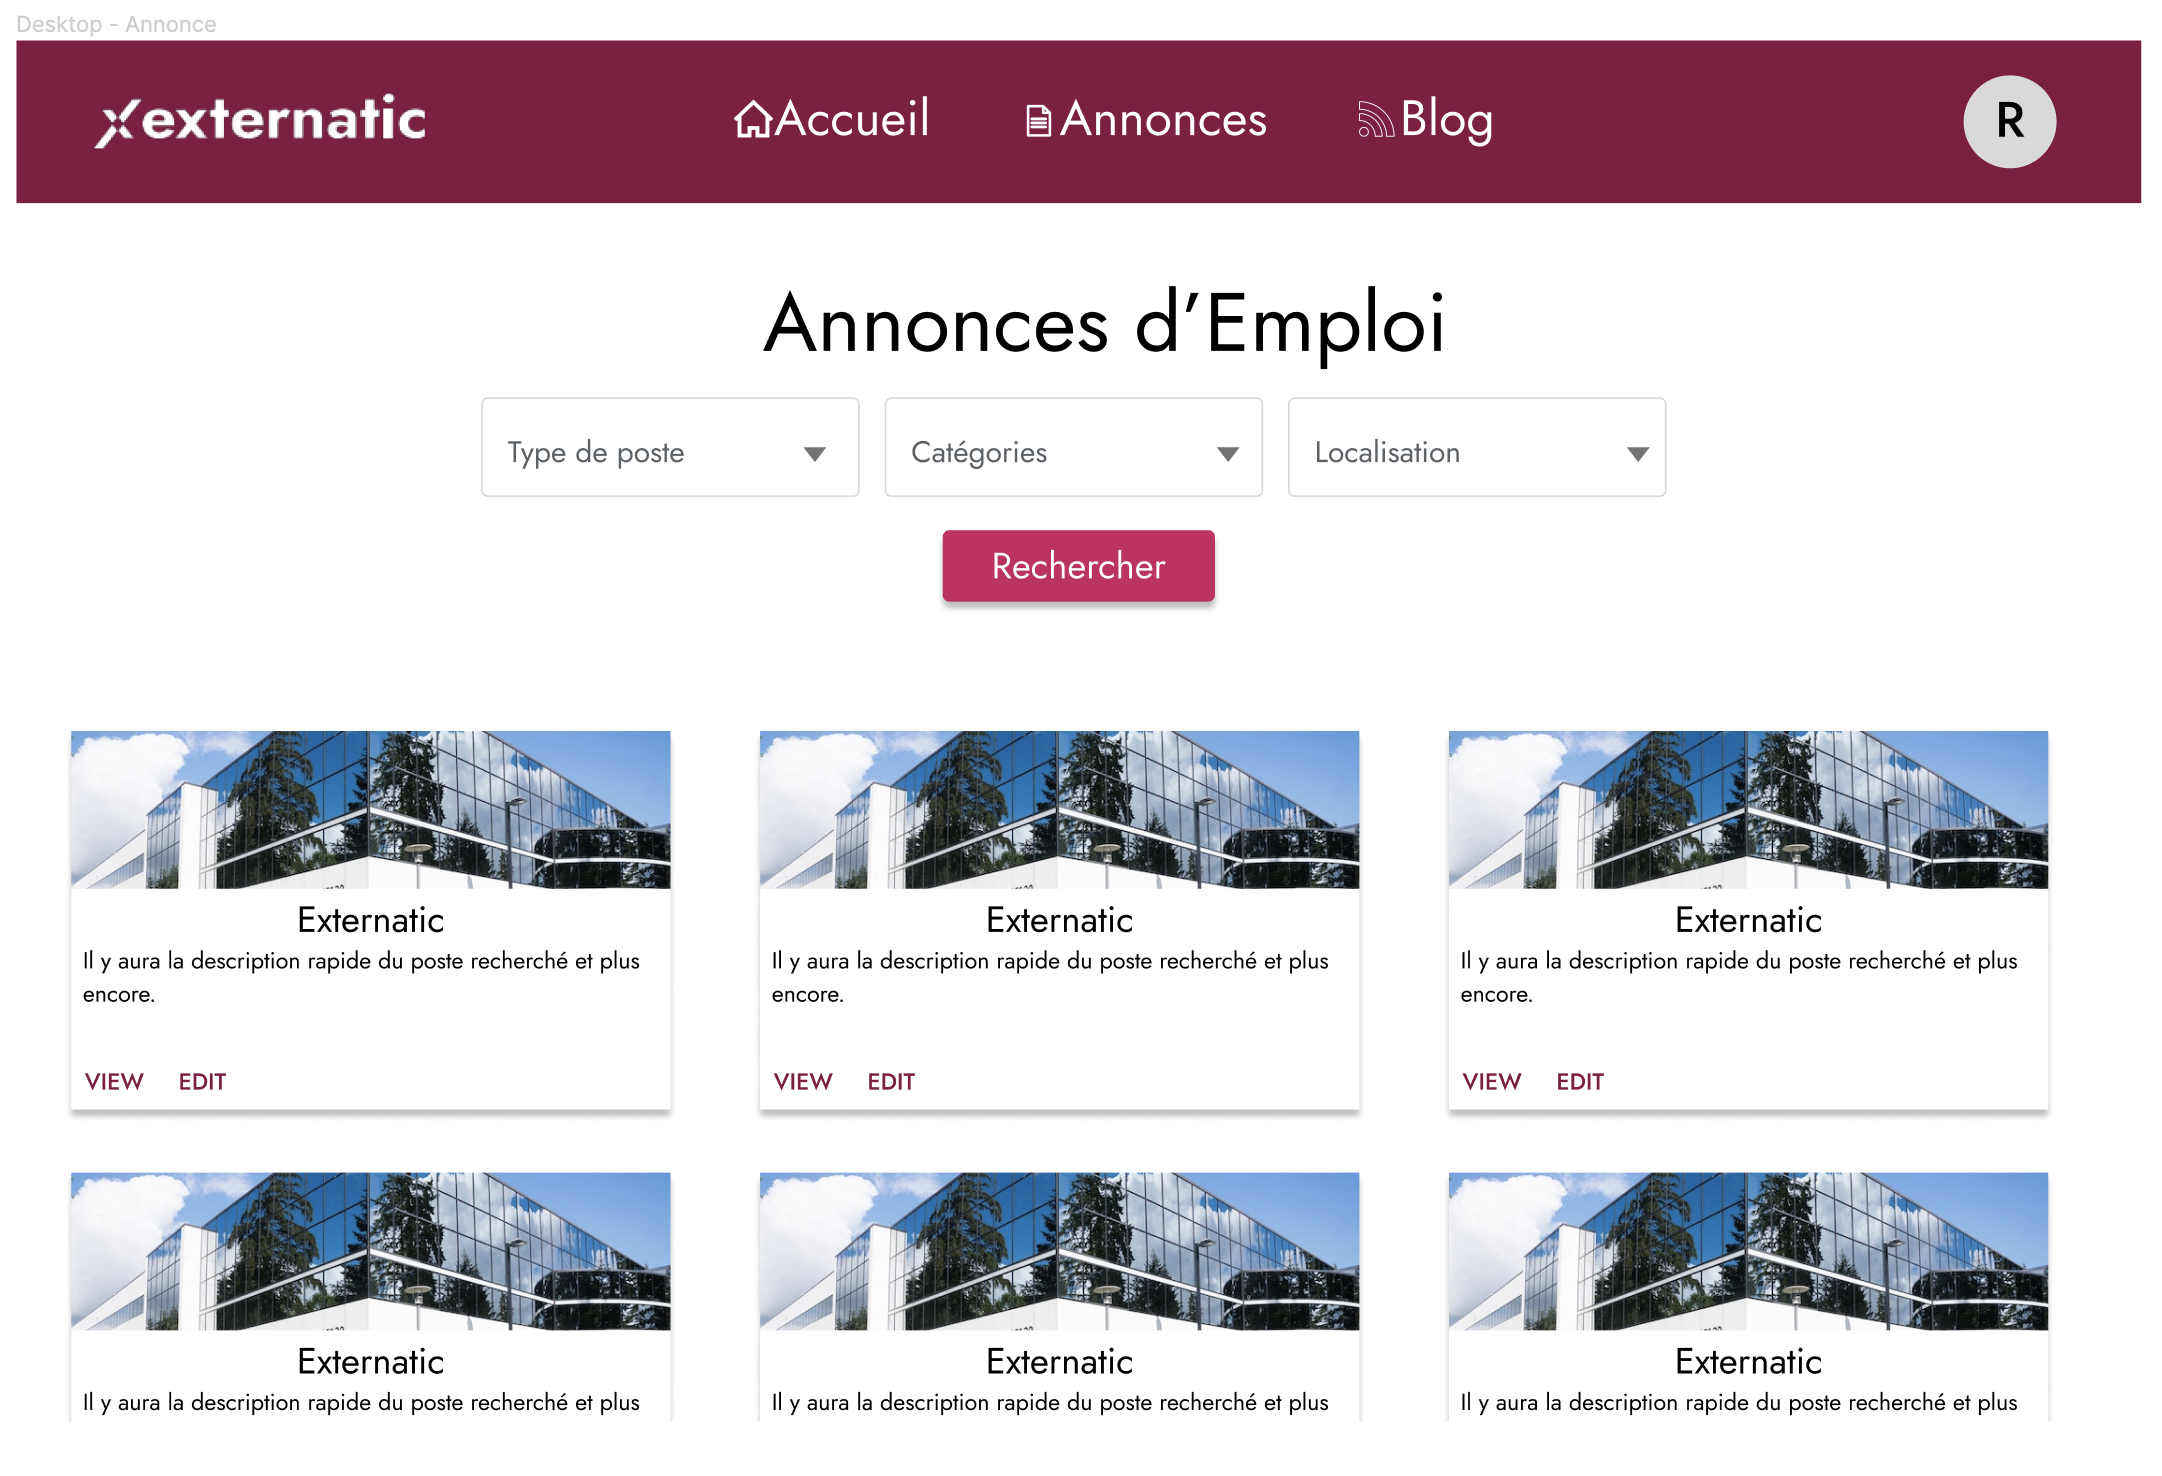 Desktop - Annonce
externatic
Accueil
Annonces
Blog
R
Annonces d’Emploi
Type de poste
Catégories
Localisation
Rechercher
Externatic
Il y aura la description rapide du poste recherché et plus
encore.
VIEW EDIT
Externatic
Il y aura la description rapide du poste recherché et plus
encore.
VIEW EDIT
Externatic
Il y aura la description rapide du poste recherché et plus
encore.
VIEW EDIT
Externatic
Il y aura la description rapide du poste recherché et plus
Externatic
Il y aura la description rapide du poste recherché et plus
Externatic
Il y aura la description rapide du poste recherché et plus